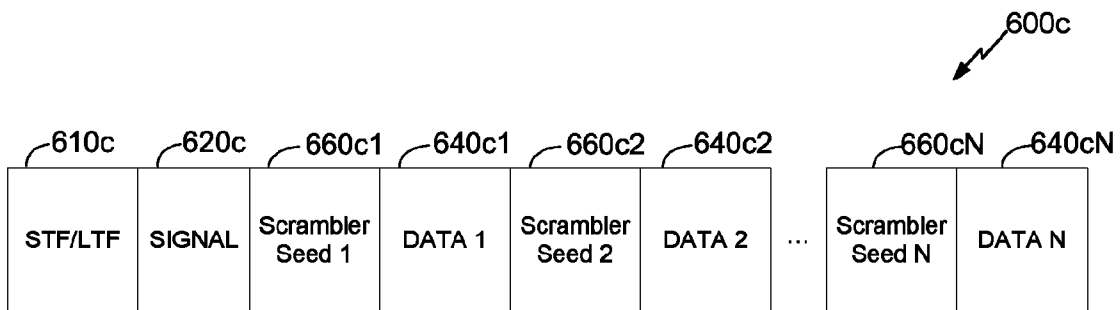 600c
610c 620c 660c1 640c1 660c2 640c2 660cN 640cN
STF/LTF SIGNAL Scrambler Seed 1 DATA 1 Scrambler Seed 2 DATA 2 ... Scrambler Seed N DATA N